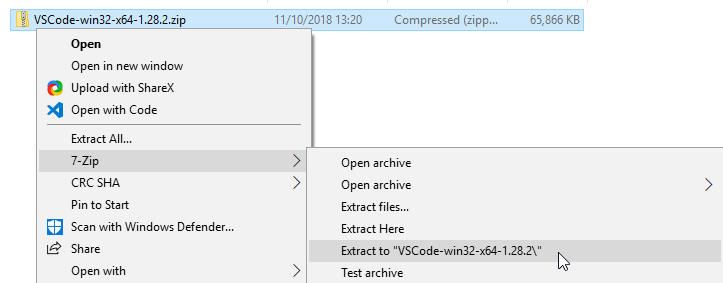 VSCode-win32-x64-1.28.2.zip 11/10/2018 13:20 Compressed (zipp... 65,866 KB
Open
Open in new window
Upload with ShareX
Open with Code
Extract All...
7-Zip
CRC SHA
Pin to Start
Scan with Windows Defender...
Share
Open with
Open archive
Open archive
Extract files...
Extract Here
Extract to "VSCode-win32-x64-1.28.2\"
Test archive